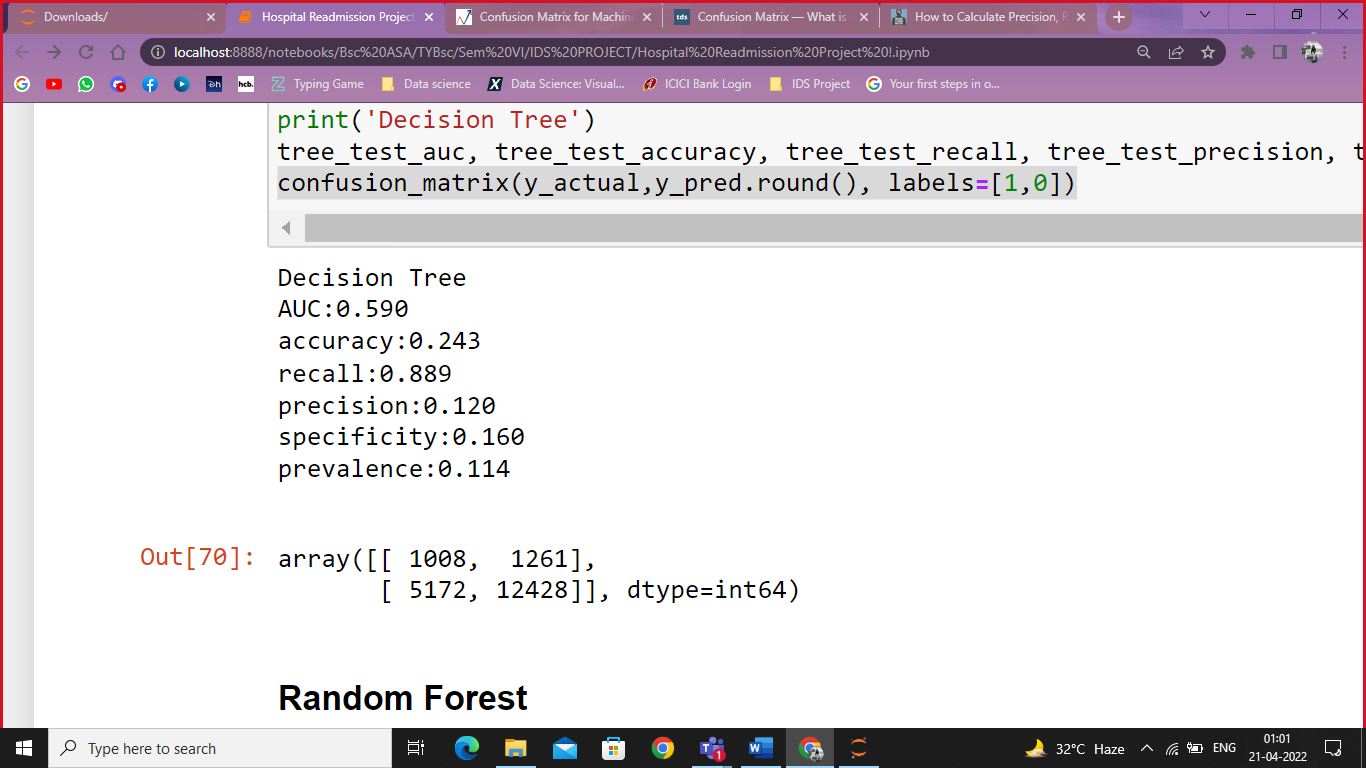 Downloads/
Hospital Readmission Project
Confusion Matrix for Machin
tds Confusion Matrix — What is
How to Calculate Precision, R
localhost:8888/notebooks/Bsc%20ASA/TYBsc/Sem%20VI/IDS%20PROJECT/Hospital%20Readmission%20Project%20!.ipynb
hcb. Typing Game Data science Data Science: Visual... ICICI Bank Login IDS Project Your first steps in o...
print('Decision Tree')
tree_test_auc, tree_test_accuracy, tree_test_recall, tree_test_precision, t
confusion_matrix(y_actual,y_pred.round(), labels=[1,0])
Decision Tree
AUC:0.590
accuracy:0.243
recall:0.889
precision:0.120
specificity:0.160
prevalence:0.114
Out[70]: array([[ 1008,  1261],
[ 5172, 12428]], dtype=int64)
Random Forest
Type here to search
1
32°C Haze
ENG
01:01
21-04-2022